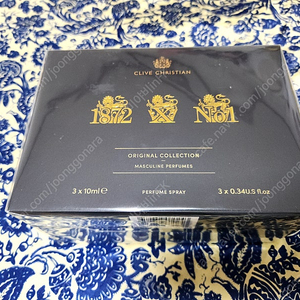 CLIVE CHRISTIAN
1872 X No1
ORIGINAL COLLECTION
MASCULINE PERFUMES
3 x 10ml e PERFUME SPRAY 3 x 0.34U.S fl.oz